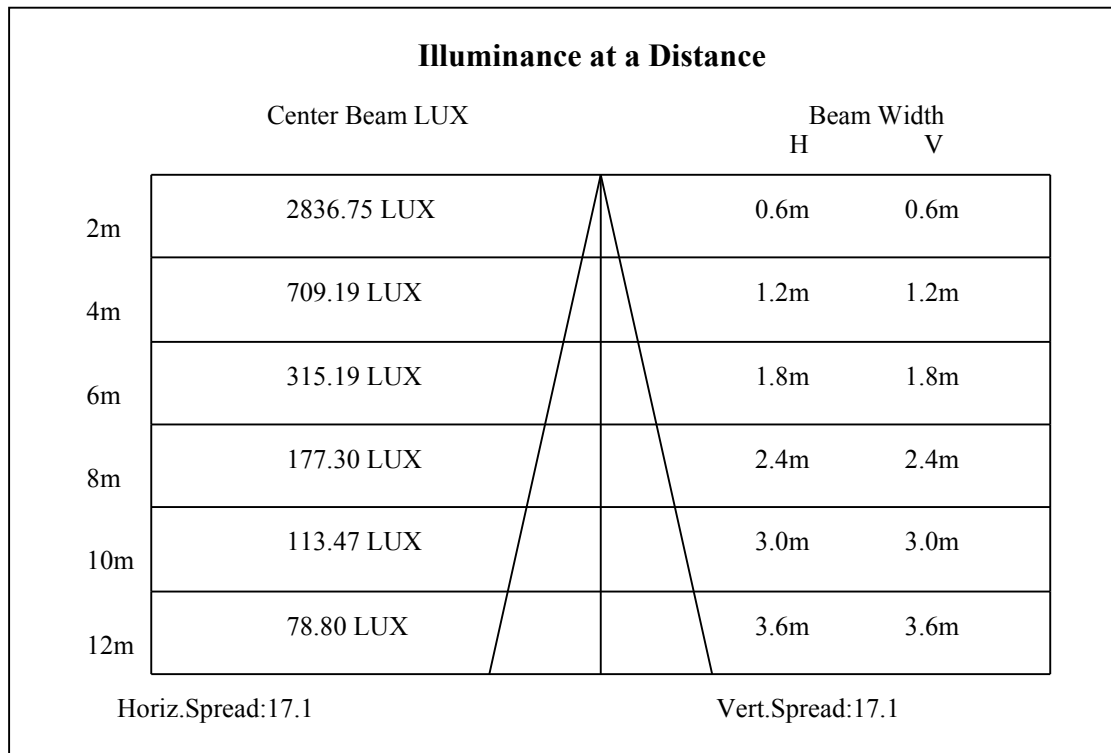 Illuminance at a Distance
Center Beam LUX Beam Width
H V
2m 2836.75 LUX 0.6m 0.6m
4m 709.19 LUX 1.2m 1.2m
6m 315.19 LUX 1.8m 1.8m
8m 177.30 LUX 2.4m 2.4m
10m 113.47 LUX 3.0m 3.0m
12m 78.80 LUX 3.6m 3.6m
Horiz.Spread:17.1 Vert.Spread:17.1